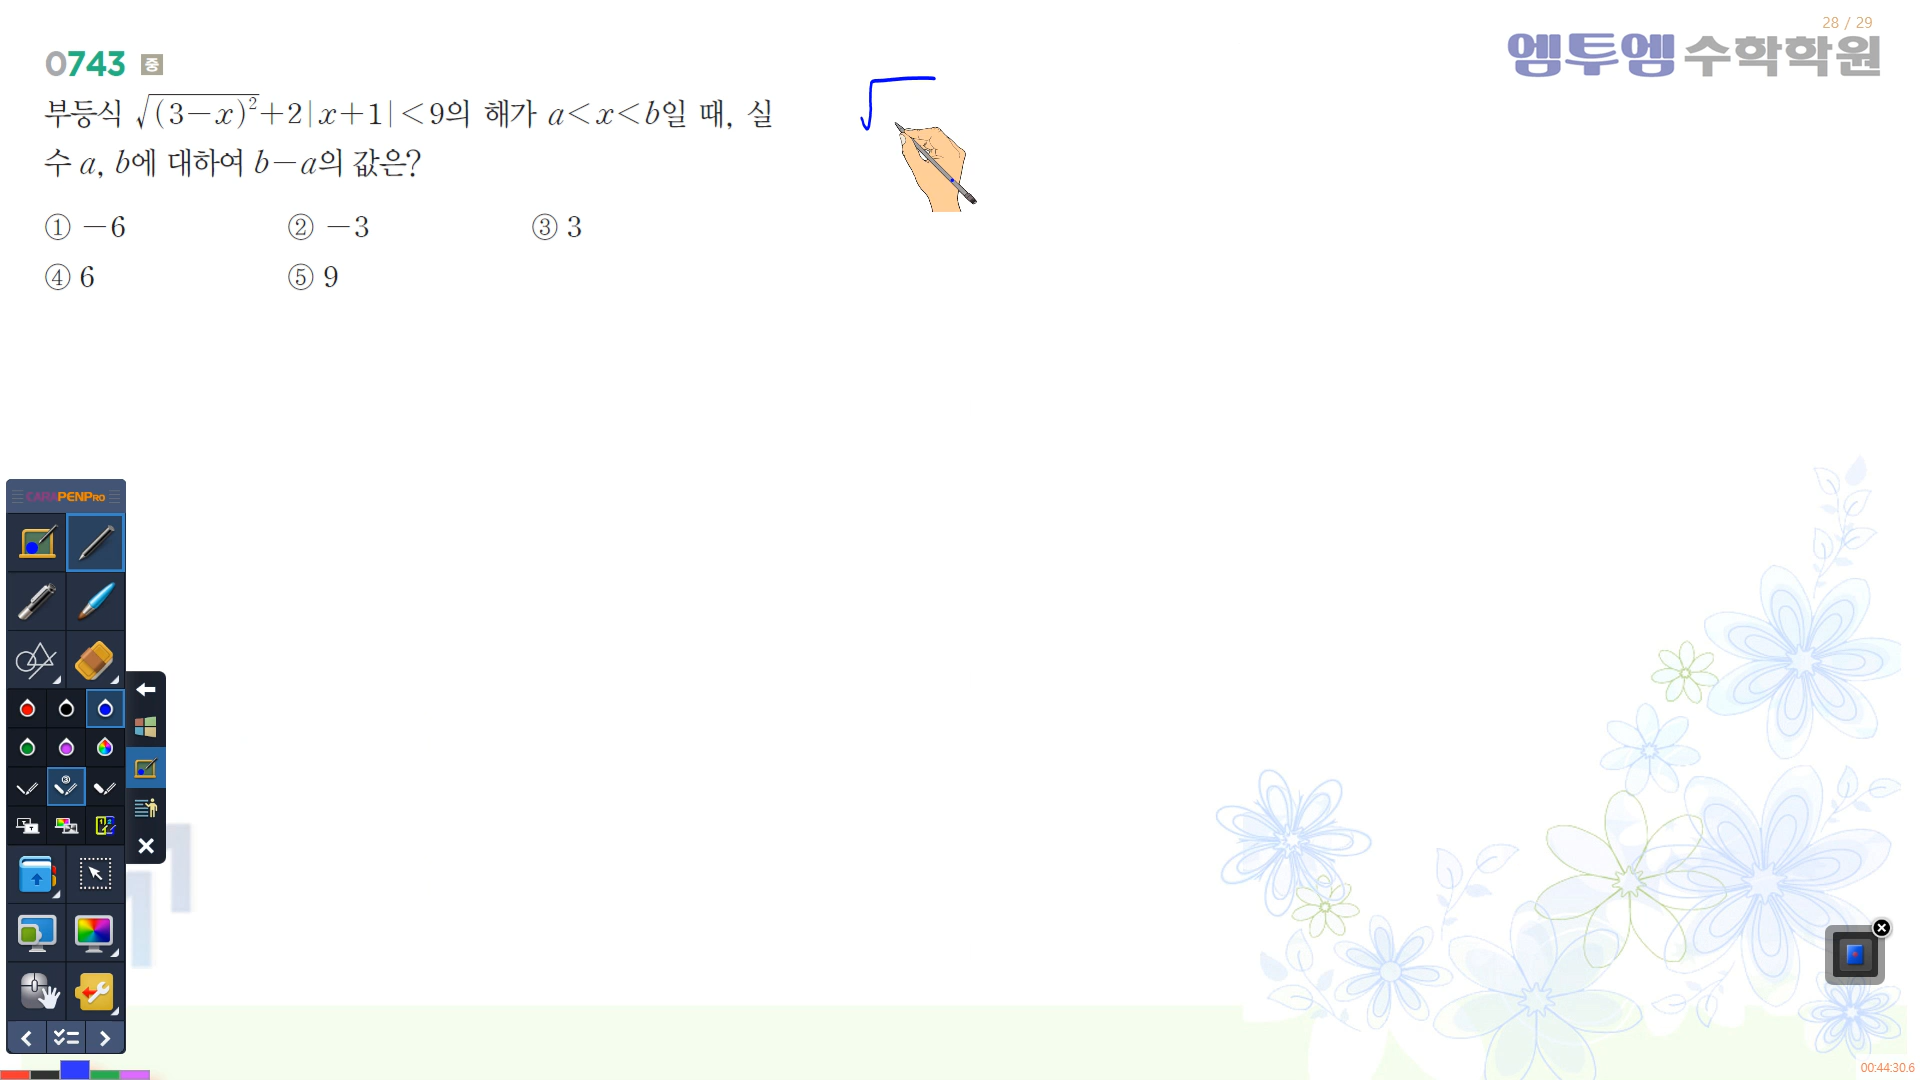 28 / 29
엠투엠 수학학원
0743 중
부등식 √(3−x)²+2|x+1|<9의 해가 a<x<b일 때, 실
수 a, b에 대하여 b−a의 값은?
① −6 ② −3 ③ 3
④ 6 ⑤ 9
CARAPENPRO
00:44:30.6